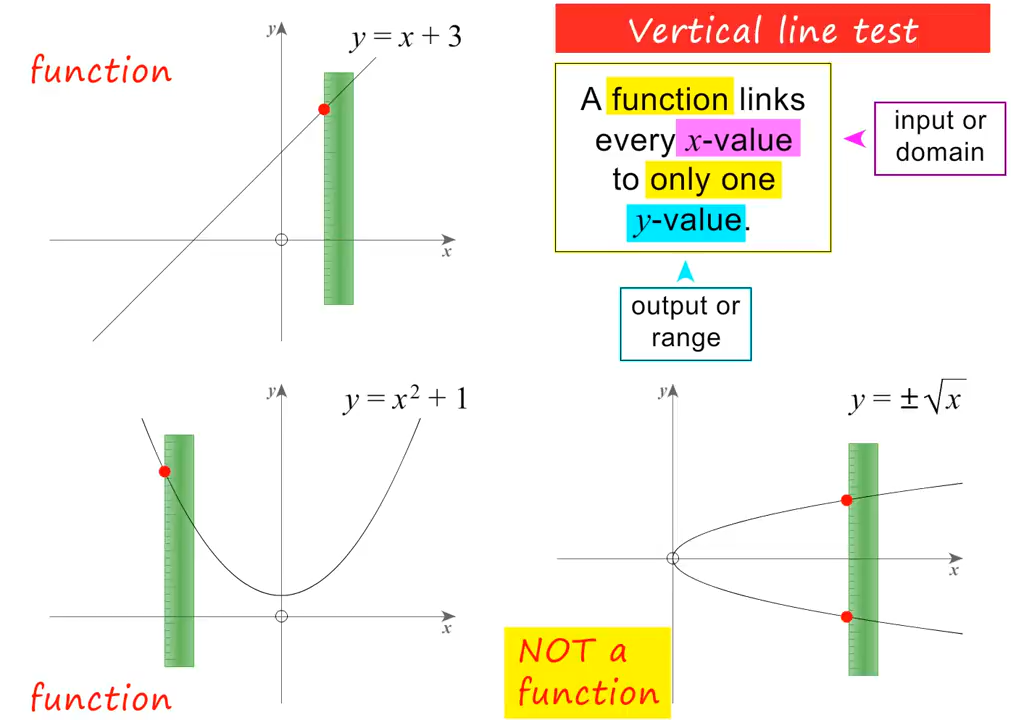 function
y
y = x + 3
x
Vertical line test
A function links
every x-value
to only one
y-value.
input or
domain
output or
range
y
y = x² + 1
x
function
y
y = ±√x
x
NOT a
function